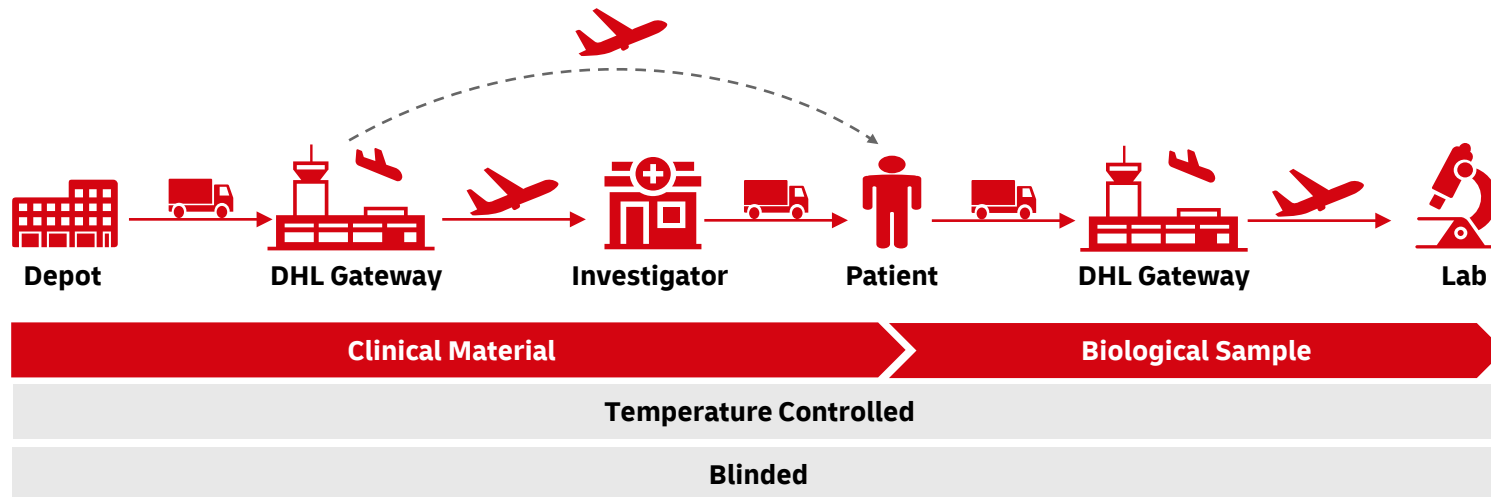 Depot
DHL Gateway
Investigator
Patient
DHL Gateway
Lab
Clinical Material
Biological Sample
Temperature Controlled
Blinded